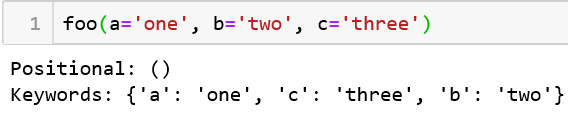 1 foo(a='one', b='two', c='three')
Positional: ()
Keywords: {'a': 'one', 'c': 'three', 'b': 'two'}